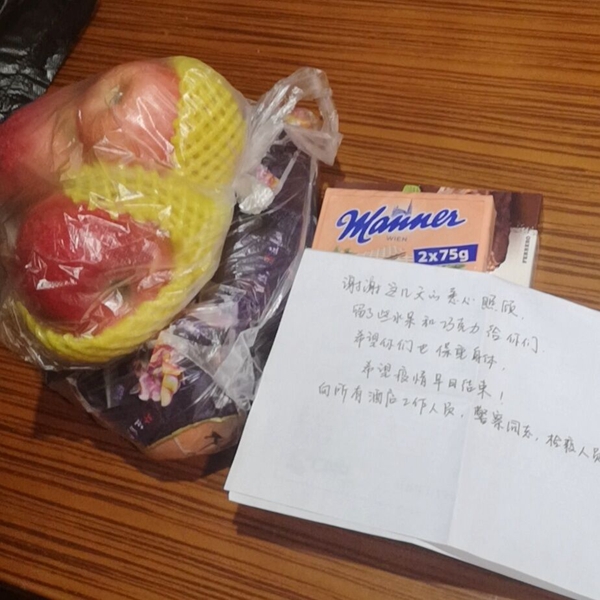 Manner
WIEN
2x75g
FERRERO
谢谢这几天的悉心照顾,
留了些水果和巧克力给你们
希望你们也保重身体,
希望疫情早日结束!
向所有酒店工作人员,警察同志,检疫人员